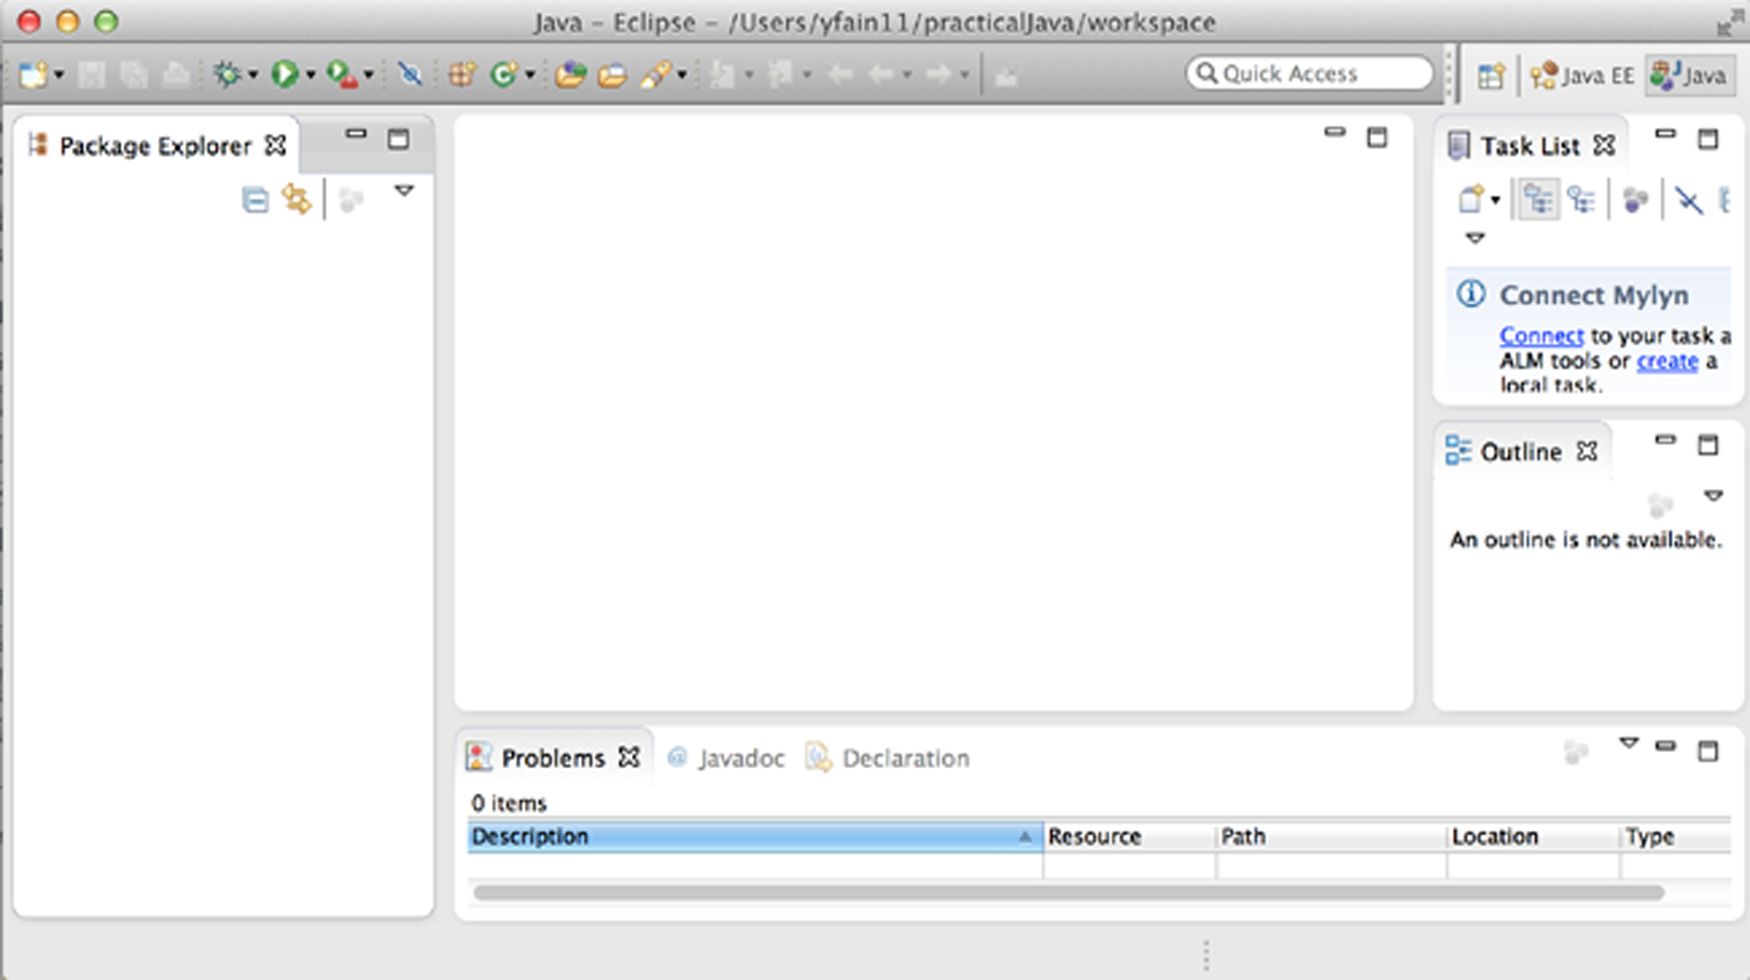 Java – Eclipse – /Users/yfain11/practicalJava/workspace
Quick Access
Java EE
Java
Package Explorer
Task List
Connect Mylyn
Connect to your task a
ALM tools or create a
local task.
Outline
An outline is not available.
Problems
Javadoc
Declaration
0 items
Description
Resource
Path
Location
Type